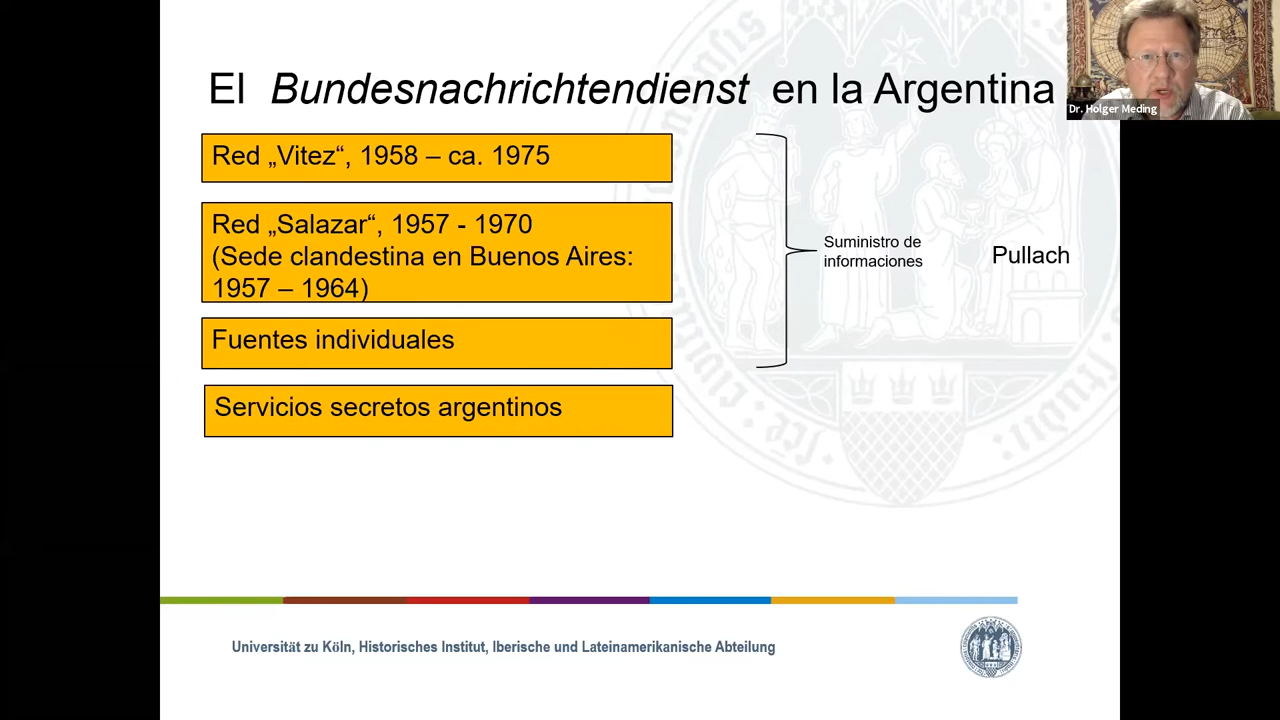 El Bundesnachrichtendienst en la Argentina
Dr. Holger Meding
Red „Vitez“, 1958 – ca. 1975
Red „Salazar“, 1957 - 1970
(Sede clandestina en Buenos Aires:
1957 – 1964)
Suministro de
informaciones
Pullach
Fuentes individuales
Servicios secretos argentinos
Universität zu Köln, Historisches Institut, Iberische und Lateinamerikanische Abteilung